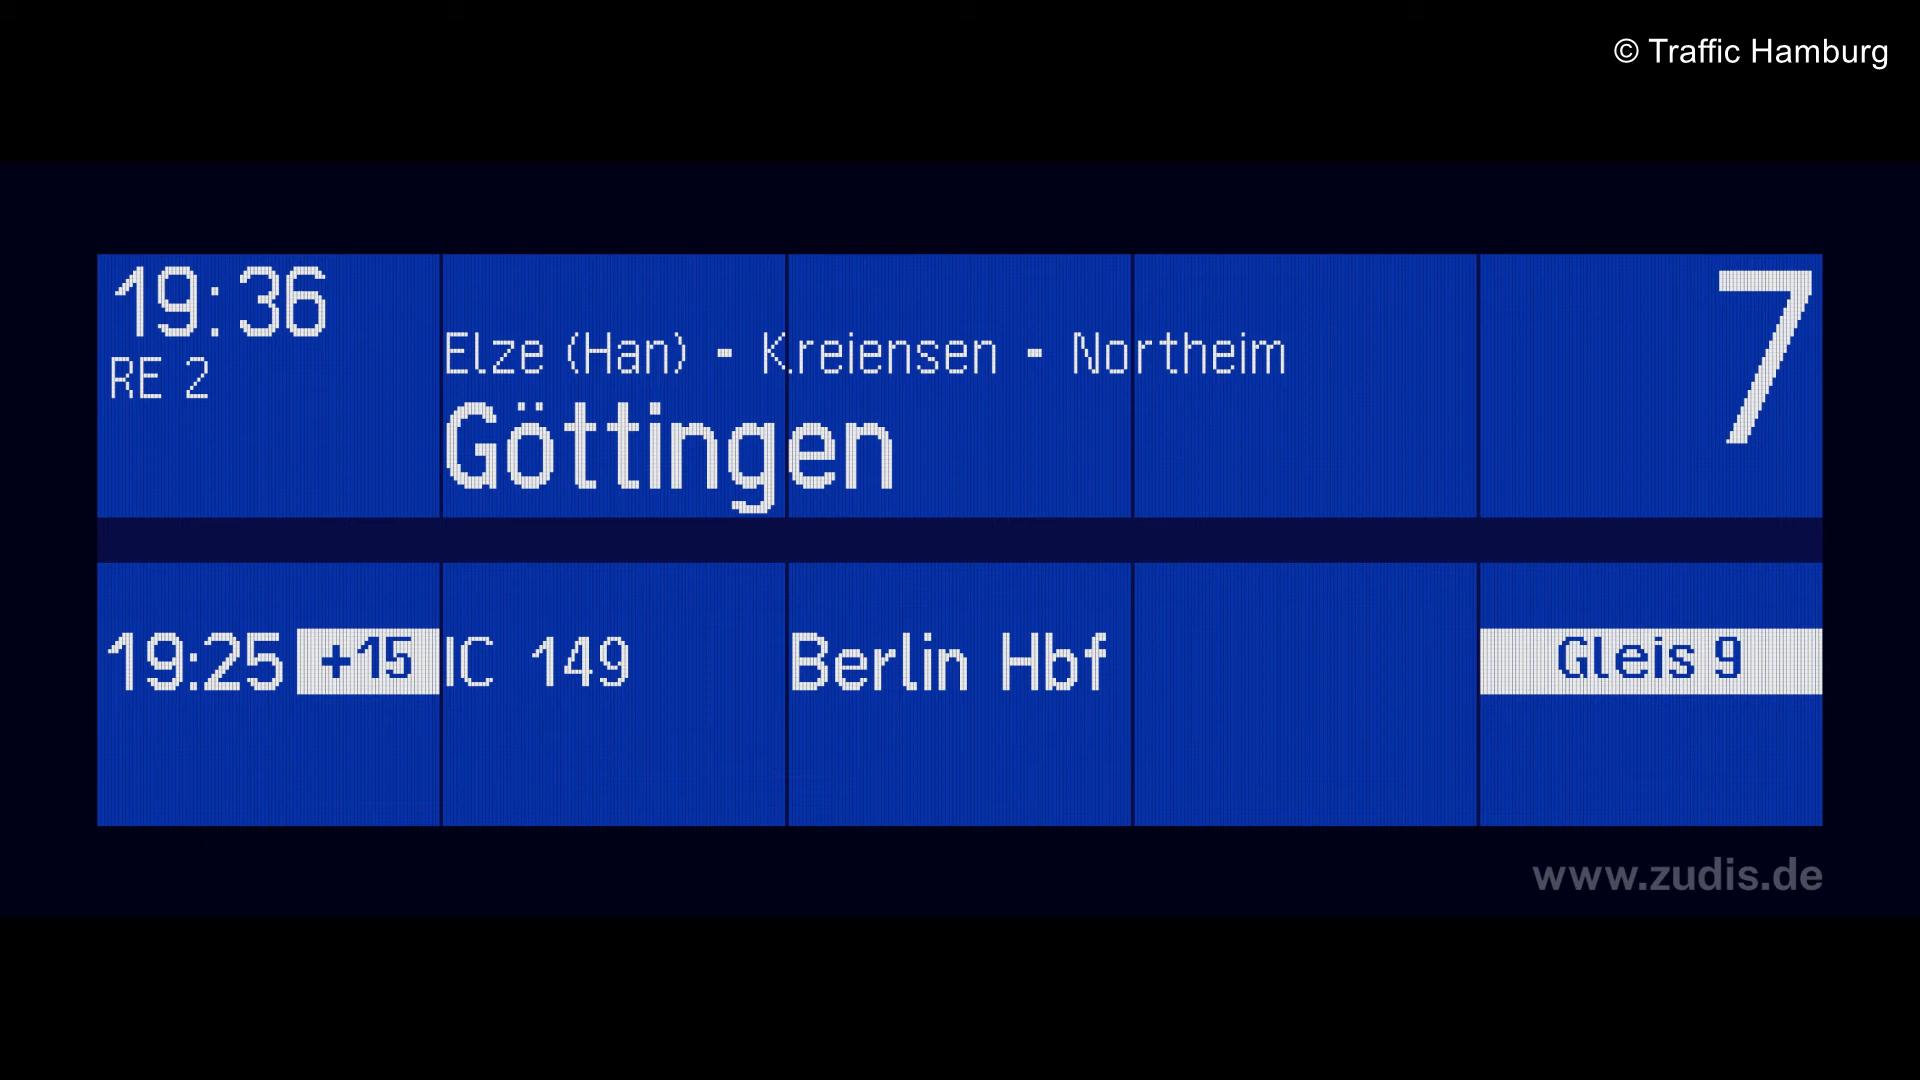 © Traffic Hamburg
19:36
7
Elze (Han) - Kreiensen - Northeim
RE 2
Göttingen
19:25 +15 IC 149 Berlin Hbf Gleis 9
www.zudis.de